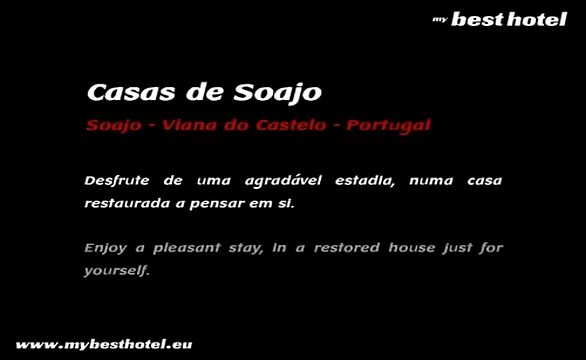 my best hotel
Casas de Soajo
Soajo - Viana do Castelo - Portugal
Desfrute de uma agradável estadia, numa casa
restaurada a pensar em si.
Enjoy a pleasant stay, in a restored house just for
yourself.
www.mybesthotel.eu